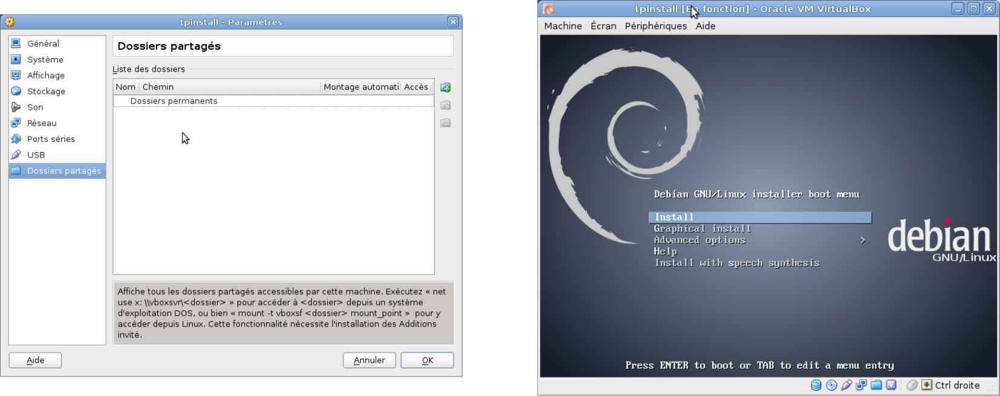 tpinstall - Paramètres
Général
Système
Affichage
Stockage
Son
Réseau
Ports séries
USB
Dossiers partagés
Dossiers partagés
Liste des dossiers
Nom Chemin Montage automati Accès
Dossiers permanents
Affiche tous les dossiers partagés accessibles par cette machine. Exécutez « net
use x: \\vboxsvr\<dossier> » pour accéder à <dossier> depuis un système
d'exploitation DOS, ou bien « mount -t vboxsf <dossier> mount_point » pour y
accéder depuis Linux. Cette fonctionnalité nécessite l'installation des Additions
invité.
Aide Annuler OK
tpinstall [En fonction] - Oracle VM VirtualBox
Machine Écran Périphériques Aide
Debian GNU/Linux installer boot menu
Install
Graphical install
Advanced options >
Help
Install with speech synthesis
debian
GNU/Linux
Press ENTER to boot or TAB to edit a menu entry
Ctrl droite